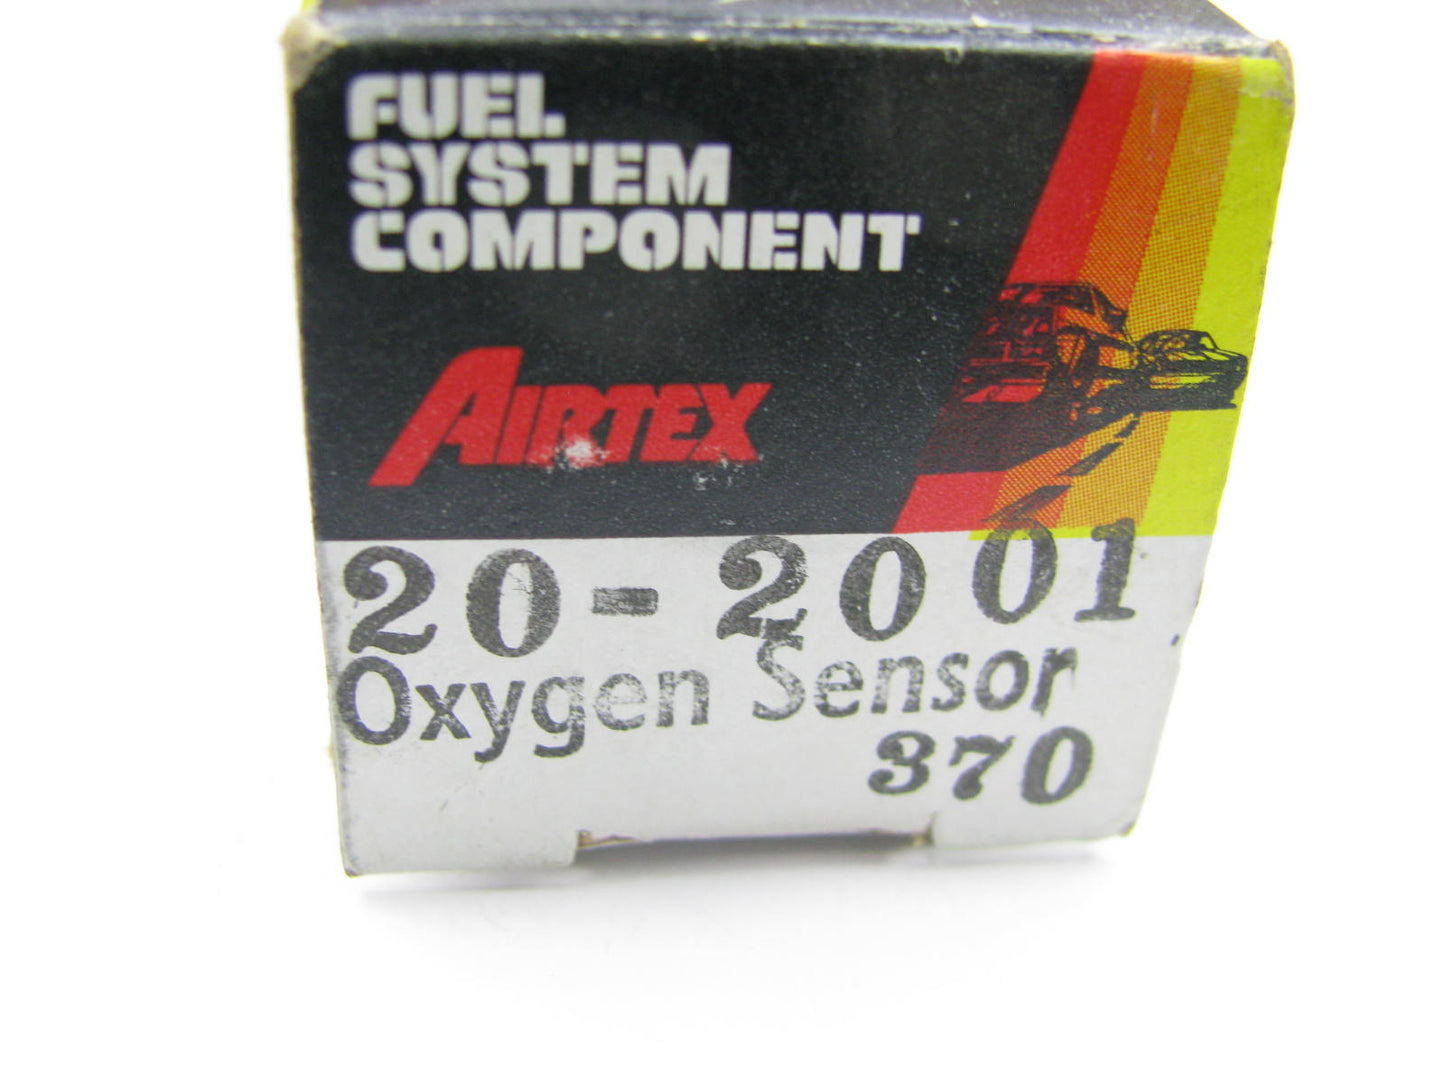 FUEL
SYSTEM
COMPONENT
AIRTEX
20-2001
Oxygen Sensor
370